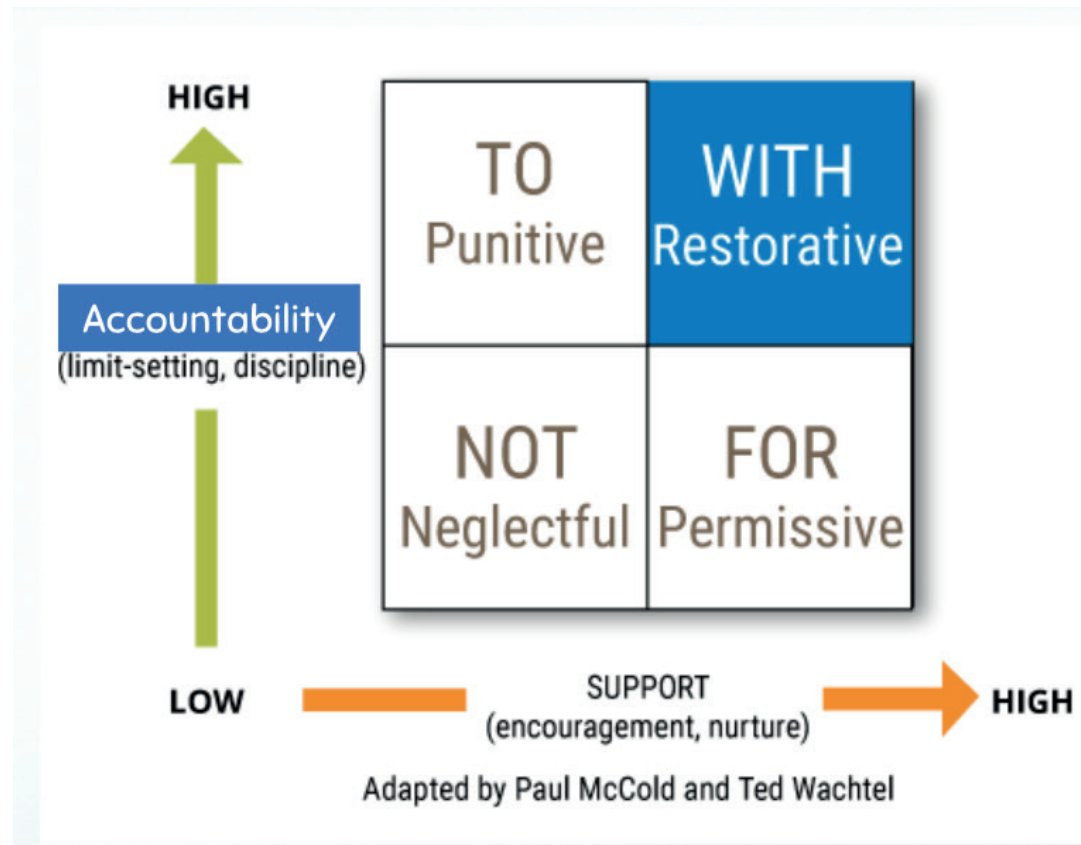 HIGH
TO
Punitive
WITH
Restorative
Accountability
(limit-setting, discipline)
NOT
Neglectful
FOR
Permissive
LOW
SUPPORT
(encouragement, nurture)
HIGH
Adapted by Paul McCold and Ted Wachtel